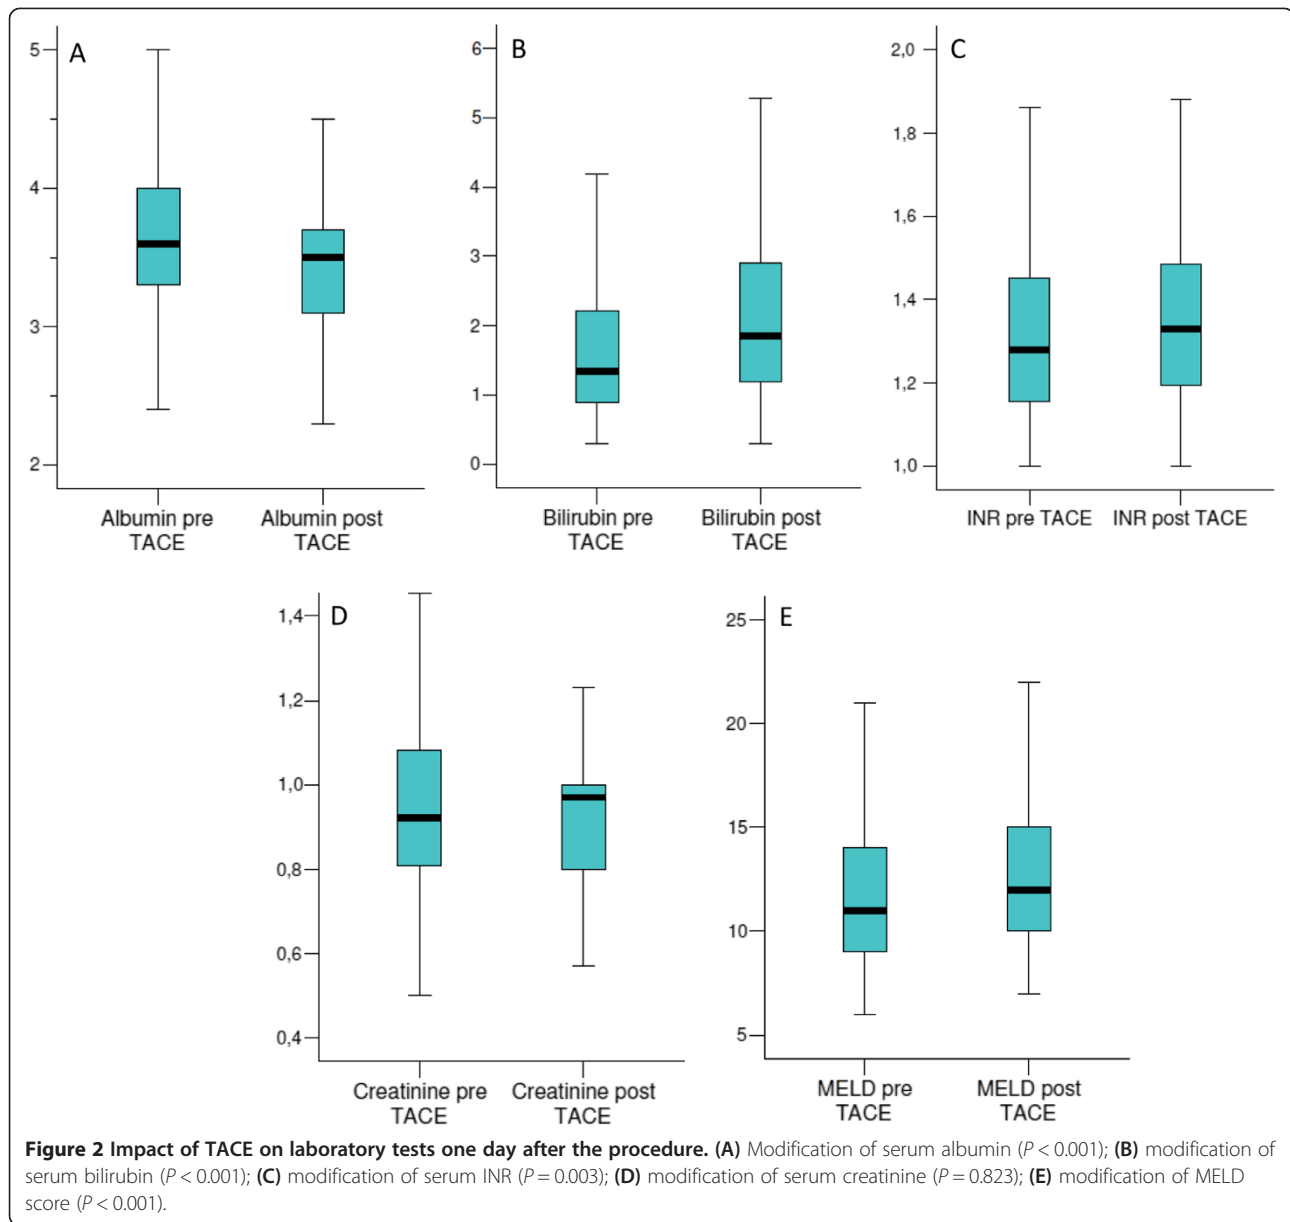 A
5
4
3
2
Albumin pre TACE
Albumin post TACE
B
6
5
4
3
2
1
0
Bilirubin pre TACE
Bilirubin post TACE
C
2,0
1,8
1,6
1,4
1,2
1,0
INR pre TACE
INR post TACE
D
1,4
1,2
1,0
0,8
0,6
0,4
Creatinine pre TACE
Creatinine post TACE
E
25
20
15
10
5
MELD pre TACE
MELD post TACE
Figure 2 Impact of TACE on laboratory tests one day after the procedure. (A) Modification of serum albumin (P < 0.001); (B) modification of
serum bilirubin (P < 0.001); (C) modification of serum INR (P = 0.003); (D) modification of serum creatinine (P = 0.823); (E) modification of MELD
score (P < 0.001).